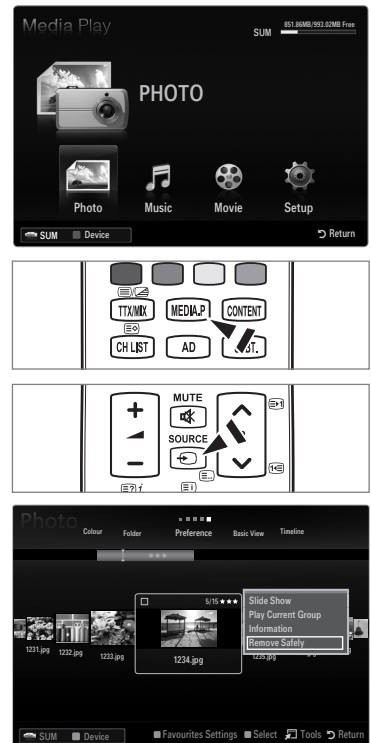 Media Play
SUM
851.86MB/993.02MB Free
PHOTO
Photo Music Movie Setup
SUM Device Return
TTX/MIX MEDIA.P CONTENT
CH LIST AD
MUTE
SOURCE
Photo
Colour Folder Preference Basic View Timeline
5/15
Slide Show
Play Current Group
Information
Remove Safely
1231.jpg 1232.jpg 1233.jpg 1234.jpg 1235.jpg
SUM Device Favourites Settings Select Tools Return